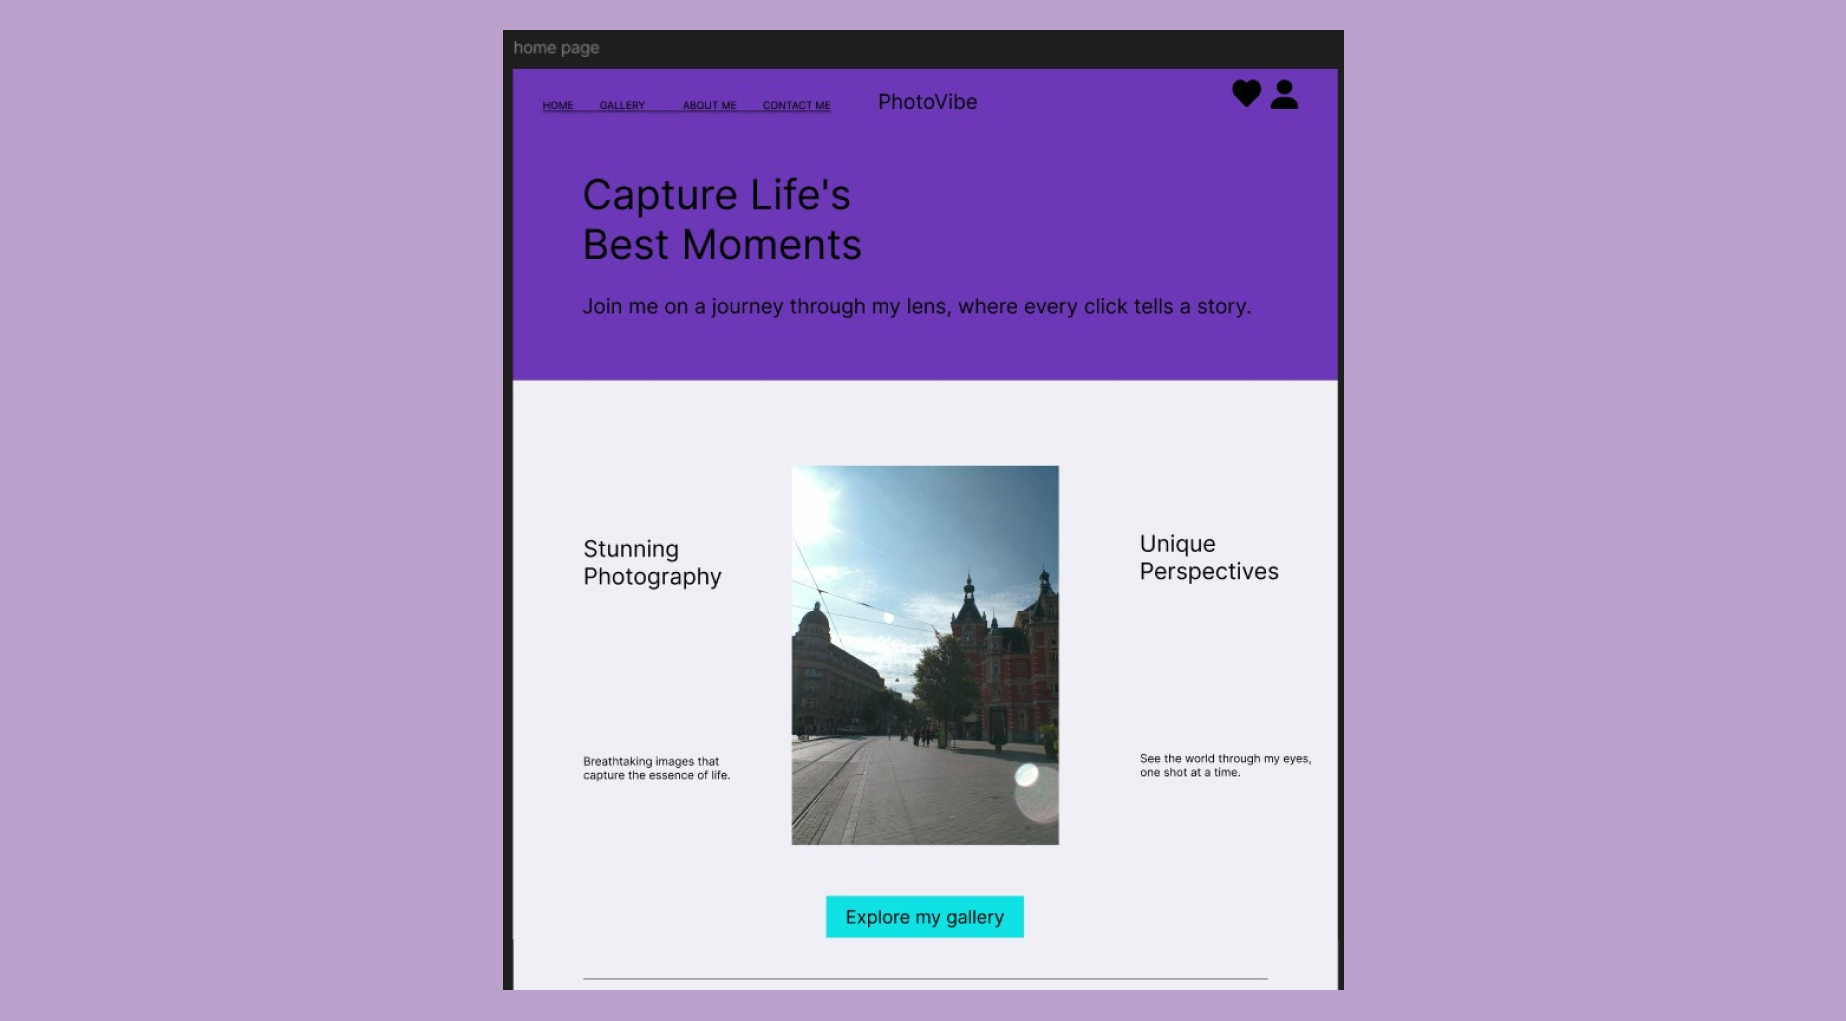 home page
HOME GALLERY ABOUT ME CONTACT ME PhotoVibe
Capture Life's
Best Moments
Join me on a journey through my lens, where every click tells a story.
Stunning
Photography
Breathtaking images that
capture the essence of life.
Unique
Perspectives
See the world through my eyes,
one shot at a time.
Explore my gallery